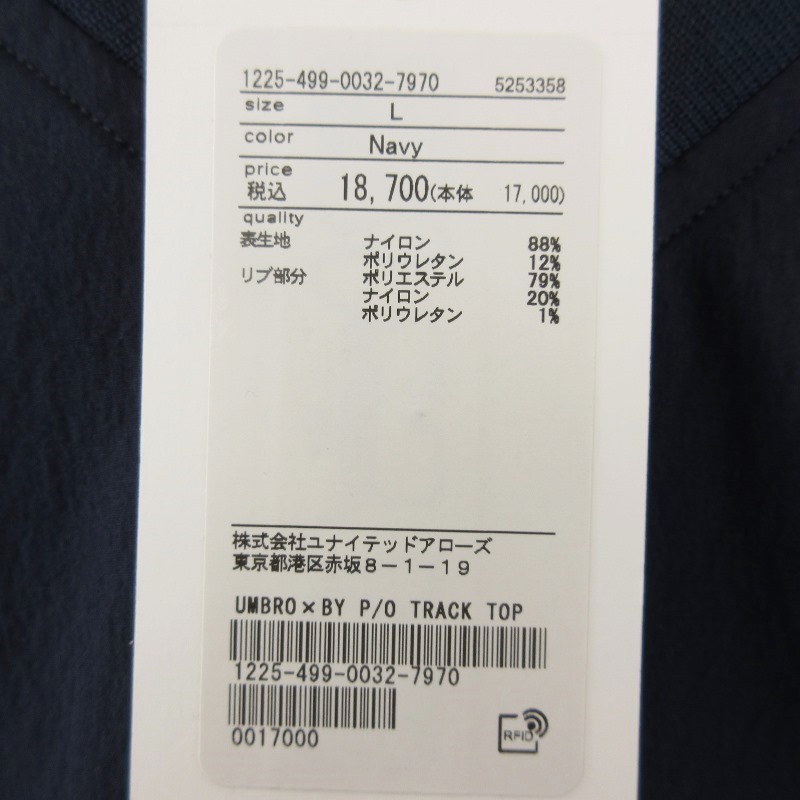 1225-499-0032-7970 5253358
size L
color Navy
price
税込 18,700(本体 17,000)
quality
表生地 ナイロン 88%
ポリウレタン 12%
リブ部分 ポリエステル 79%
ナイロン 20%
ポリウレタン 1%
株式会社ユナイテッドアローズ
東京都港区赤坂8-1-19
UMBRO×BY P/O TRACK TOP
1225-499-0032-7970
0017000
RFID